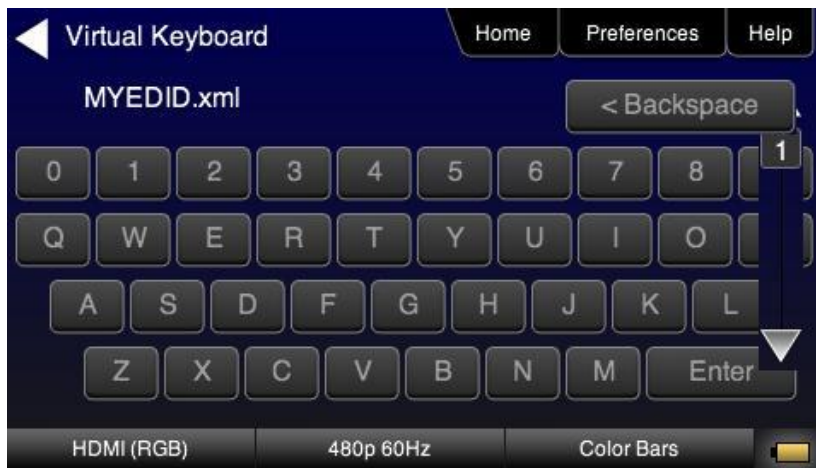 Virtual Keyboard Home Preferences Help
MYEDID.xml < Backspace
1
0 1 2 3 4 5 6 7 8
Q W E R T Y U I O
A S D F G H J K L
Z X C V B N M Enter
HDMI (RGB) 480p 60Hz Color Bars